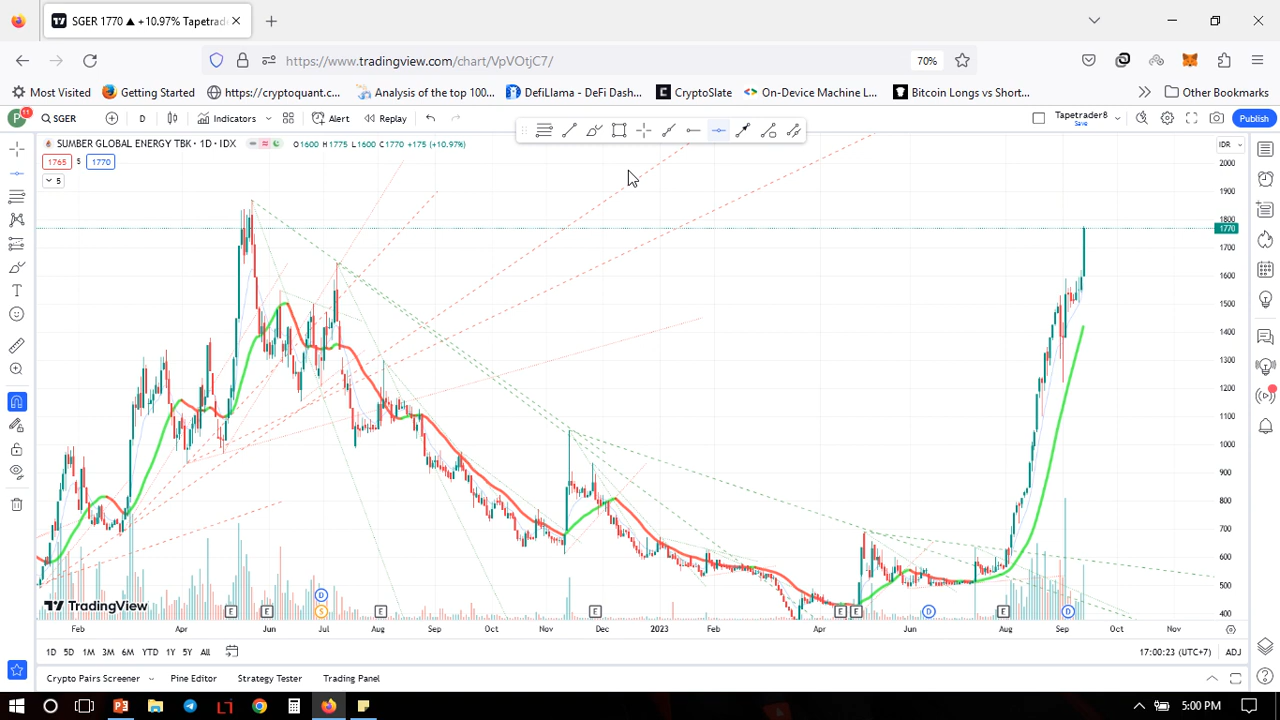 SGER 1770 ▲ +10.97% Tapetrade
https://www.tradingview.com/chart/VpVOtjC7/
70%
Most Visited Getting Started https://cryptoquant.c... Analysis of the top 100... DefiLlama - DeFi Dash... CryptoSlate On-Device Machine L... Bitcoin Longs vs Short... Other Bookmarks
P 11 SGER D Indicators Alert Replay Tapetrader8 Save Publish
SUMBER GLOBAL ENERGY TBK · 1D · IDX O1600 H1775 L1600 C1770 +175 (+10.97%) IDR
1765 5 1770
5
2000
1900
1800
1770
1700
1600
1500
1400
1300
1200
1100
1000
900
800
700
600
500
400
TradingView
D
S
E E E E E E D E D
Feb Apr Jun Jul Aug Sep Oct Nov Dec 2023 Feb Apr Jun Aug Sep Oct Nov
1D 5D 1M 3M 6M YTD 1Y 5Y All 17:00:23 (UTC+7) ADJ
Crypto Pairs Screener Pine Editor Strategy Tester Trading Panel
5:00 PM